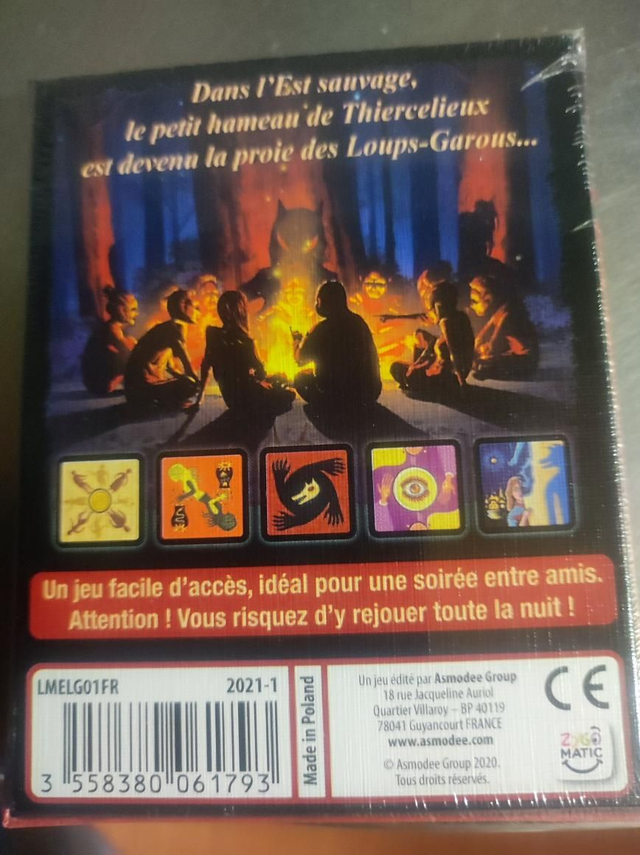 Dans l'Est sauvage,
le petit hameau de Thiercelieux
est devenu la proie des Loups-Garous...
Un jeu facile d'accès, idéal pour une soirée entre amis.
Attention ! Vous risquez d'y rejouer toute la nuit !
LMELG01FR 2021-1
3 558380 061793
Made in Poland
Un jeu édité par Asmodee Group
18 rue Jacqueline Auriol
Quartier Villaroy – BP 40119
78041 Guyancourt FRANCE
www.asmodee.com
© Asmodee Group 2020.
Tous droits réservés.
CE
ZYGO
MATIC